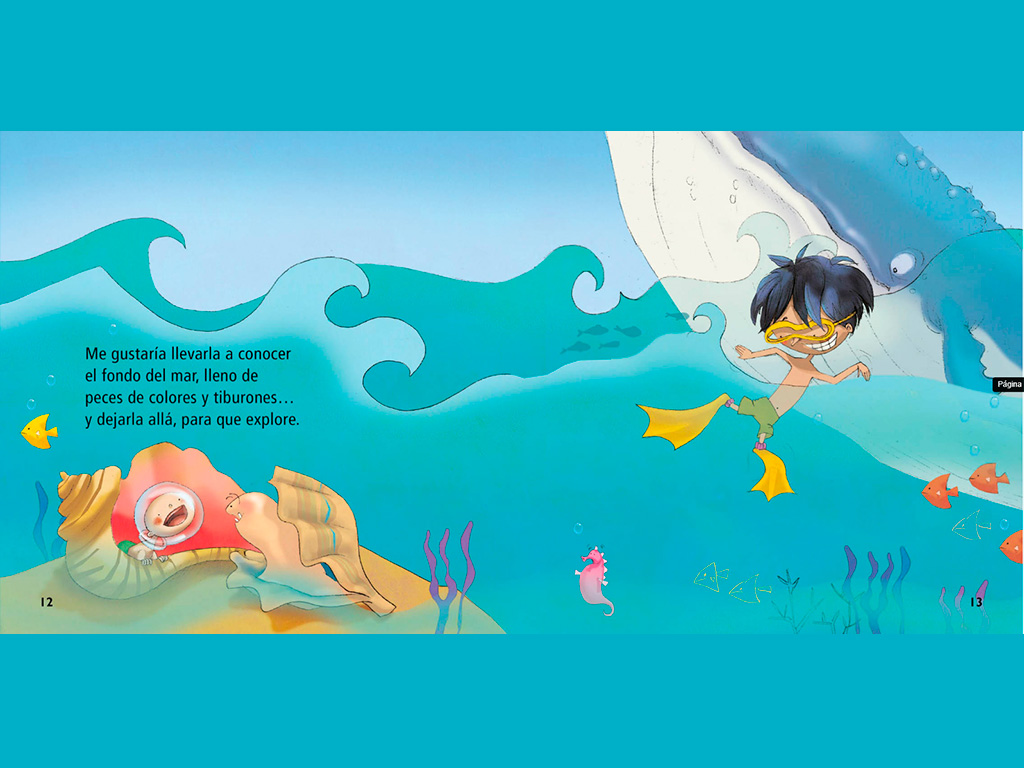 Me gustaría llevarla a conocer
el fondo del mar, lleno de
peces de colores y tiburones...
y dejarla allá, para que explore.
Página
12
13